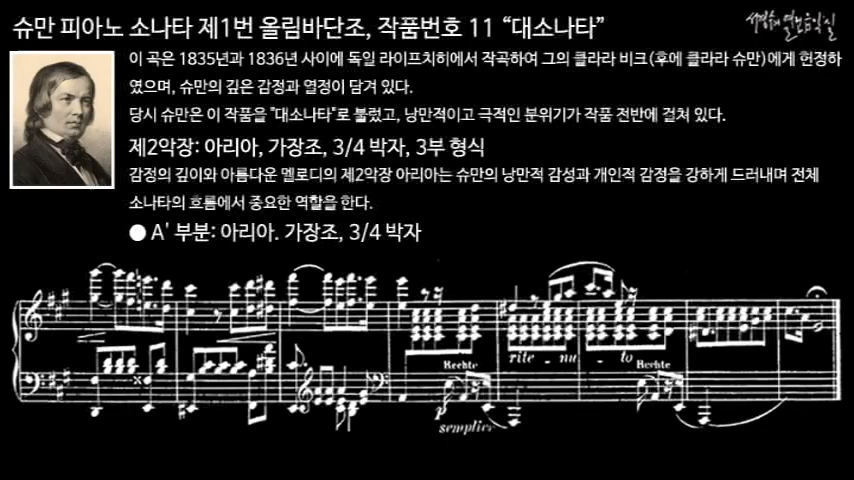 슈만 피아노 소나타 제1번 올림바단조, 작품번호 11 “대소나타”
이 곡은 1835년과 1836년 사이에 독일 라이프치히에서 작곡하여 그의 클라라 비크(후에 클라라 슈만)에게 헌정하
였으며, 슈만의 깊은 감정과 열정이 담겨 있다.
당시 슈만은 이 작품을 "대소나타"로 불렀고, 낭만적이고 극적인 분위기가 작품 전반에 걸쳐 있다.
제2악장: 아리아, 가장조, 3/4 박자, 3부 형식
감정의 깊이와 아름다운 멜로디의 제2악장 아리아는 슈만의 낭만적 감성과 개인적 감정을 강하게 드러내며 전체
소나타의 흐름에서 중요한 역할을 한다.
● A' 부분: 아리아. 가장조, 3/4 박자
rite - nu - to
Rechte Rechte
p
semplice